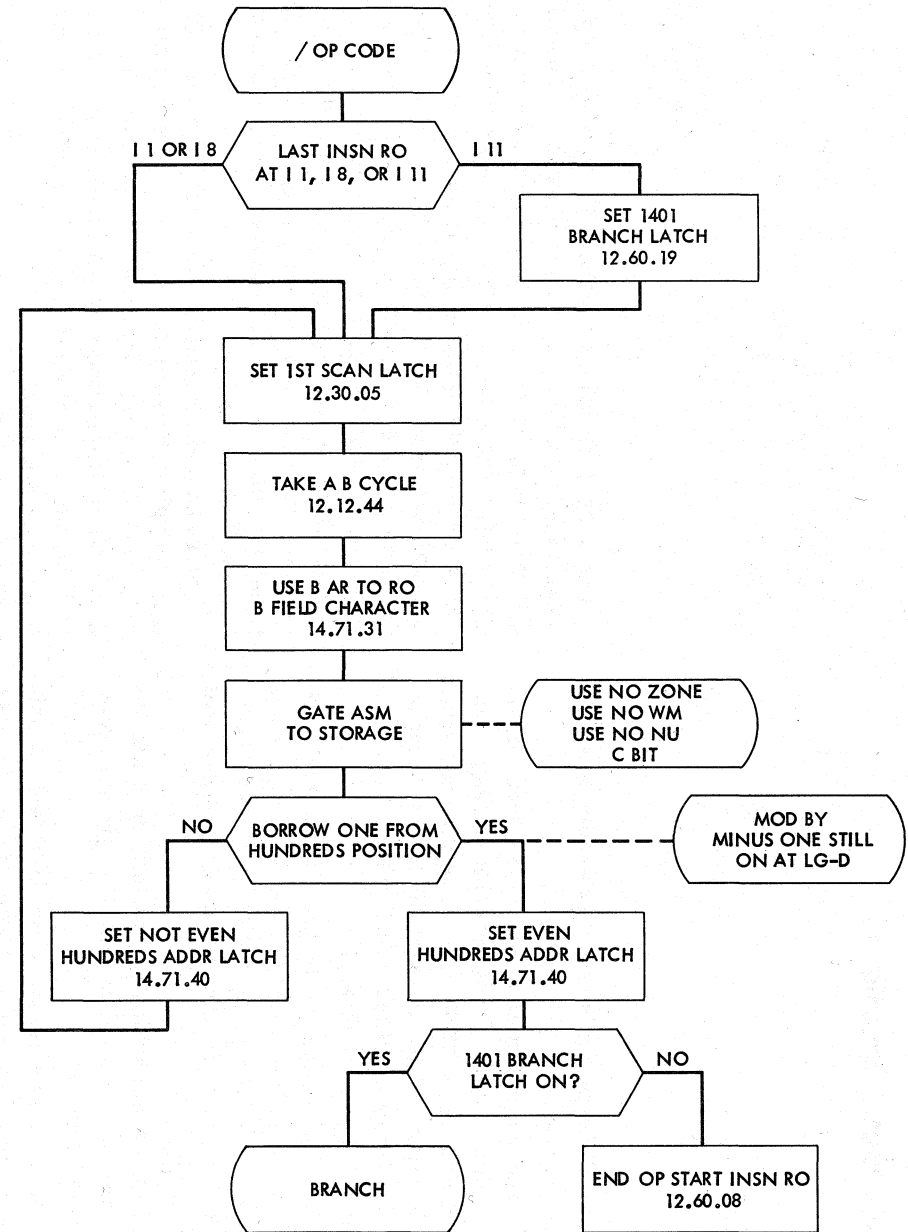 / OP CODE
I 1 OR I 8
LAST INSN RO
AT I 1, I 8, OR I 11
I 11
SET 1401
BRANCH LATCH
12.60.19
SET 1ST SCAN LATCH
12.30.05
TAKE A B CYCLE
12.12.44
USE B AR TO RO
B FIELD CHARACTER
14.71.31
GATE ASM
TO STORAGE
USE NO ZONE
USE NO WM
USE NO NU
C BIT
NO
BORROW ONE FROM
HUNDREDS POSITION
YES
MOD BY
MINUS ONE STILL
ON AT LG-D
SET NOT EVEN
HUNDREDS ADDR LATCH
14.71.40
SET EVEN
HUNDREDS ADDR LATCH
14.71.40
YES
1401 BRANCH
LATCH ON?
NO
BRANCH
END OP START INSN RO
12.60.08